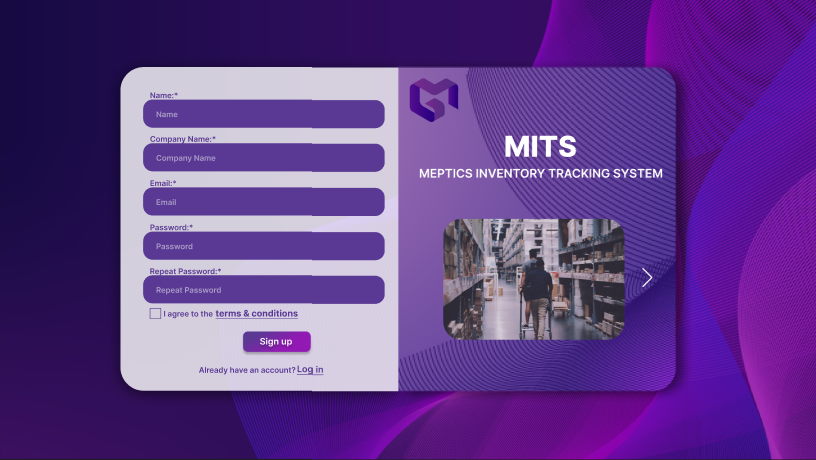 Name:*
Name
Company Name:*
Company Name
Email:*
Email
Password:*
Password
Repeat Password:*
Repeat Password
I agree to the terms & conditions
Sign up
Already have an account? Log in
MITS
MEPTICS INVENTORY TRACKING SYSTEM